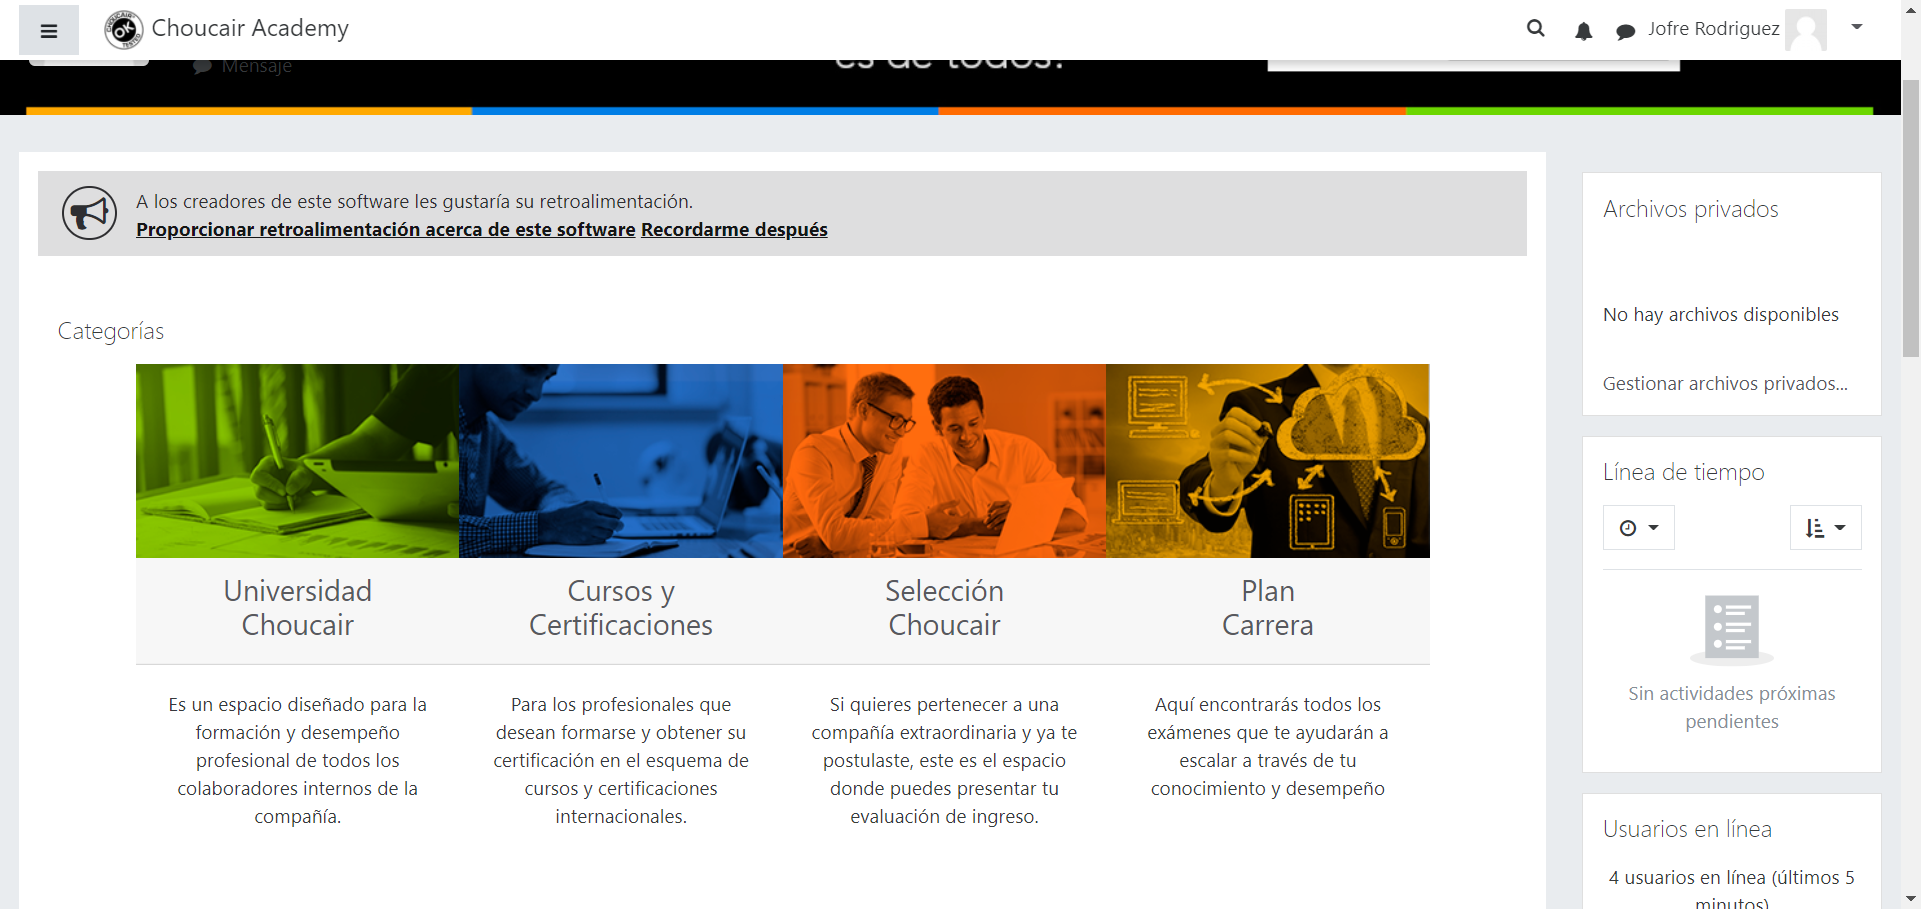 Choucair Academy
Jofre Rodriguez
Mensaje
es de todos!
A los creadores de este software les gustaría su retroalimentación.
Proporcionar retroalimentación acerca de este software Recordarme después
Categorías
Universidad
Choucair
Es un espacio diseñado para la
formación y desempeño
profesional de todos los
colaboradores internos de la
compañía.
Cursos y
Certificaciones
Para los profesionales que
desean formarse y obtener su
certificación en el esquema de
cursos y certificaciones
internacionales.
Selección
Choucair
Si quieres pertenecer a una
compañía extraordinaria y ya te
postulaste, este es el espacio
donde puedes presentar tu
evaluación de ingreso.
Plan
Carrera
Aquí encontrarás todos los
exámenes que te ayudarán a
escalar a través de tu
conocimiento y desempeño
Archivos privados
No hay archivos disponibles
Gestionar archivos privados...
Línea de tiempo
Sin actividades próximas
pendientes
Usuarios en línea
4 usuarios en línea (últimos 5
minutos)